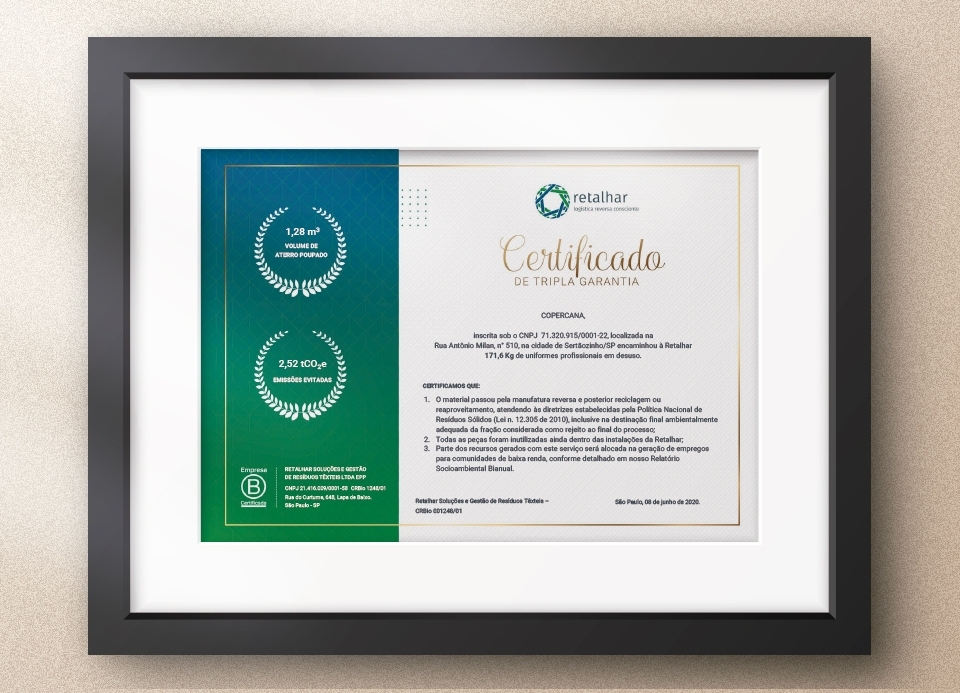 1,28 m³
VOLUME DE
ATERRO POUPADO
2,52 tCO₂e
EMISSÕES EVITADAS
Empresa
B
Certificada
RETALHAR SOLUÇÕES E GESTÃO
DE RESÍDUOS TÊXTEIS LTDA EPP
CNPJ 21.416.029/0001-58 CRBio 1248/01
Rua do Curtume, 648, Lapa de Baixo.
São Paulo - SP
retalhar
logística reversa consciente
Certificado
DE TRIPLA GARANTIA
COPERCANA,
inscrita sob o CNPJ 71.320.915/0001-22, localizada na
Rua Antônio Milan, n° 510, na cidade de Sertãozinho/SP encaminhou à Retalhar
171,6 Kg de uniformes profissionais em desuso.
CERTIFICAMOS QUE:
1. O material passou pela manufatura reversa e posterior reciclagem ou
reaproveitamento, atendendo às diretrizes estabelecidas pela Política Nacional de
Resíduos Sólidos (Lei n. 12.305 de 2010), inclusive na destinação final ambientalmente
adequada da fração considerada como rejeito ao final do processo;
2. Todas as peças foram inutilizadas ainda dentro das instalações da Retalhar;
3. Parte dos recursos gerados com este serviço será alocada na geração de empregos
para comunidades de baixa renda, conforme detalhado em nosso Relatório
Socioambiental Bianual.
Retalhar Soluções e Gestão de Resíduos Têxteis –
CRBio 001248/01
São Paulo, 08 de junho de 2020.